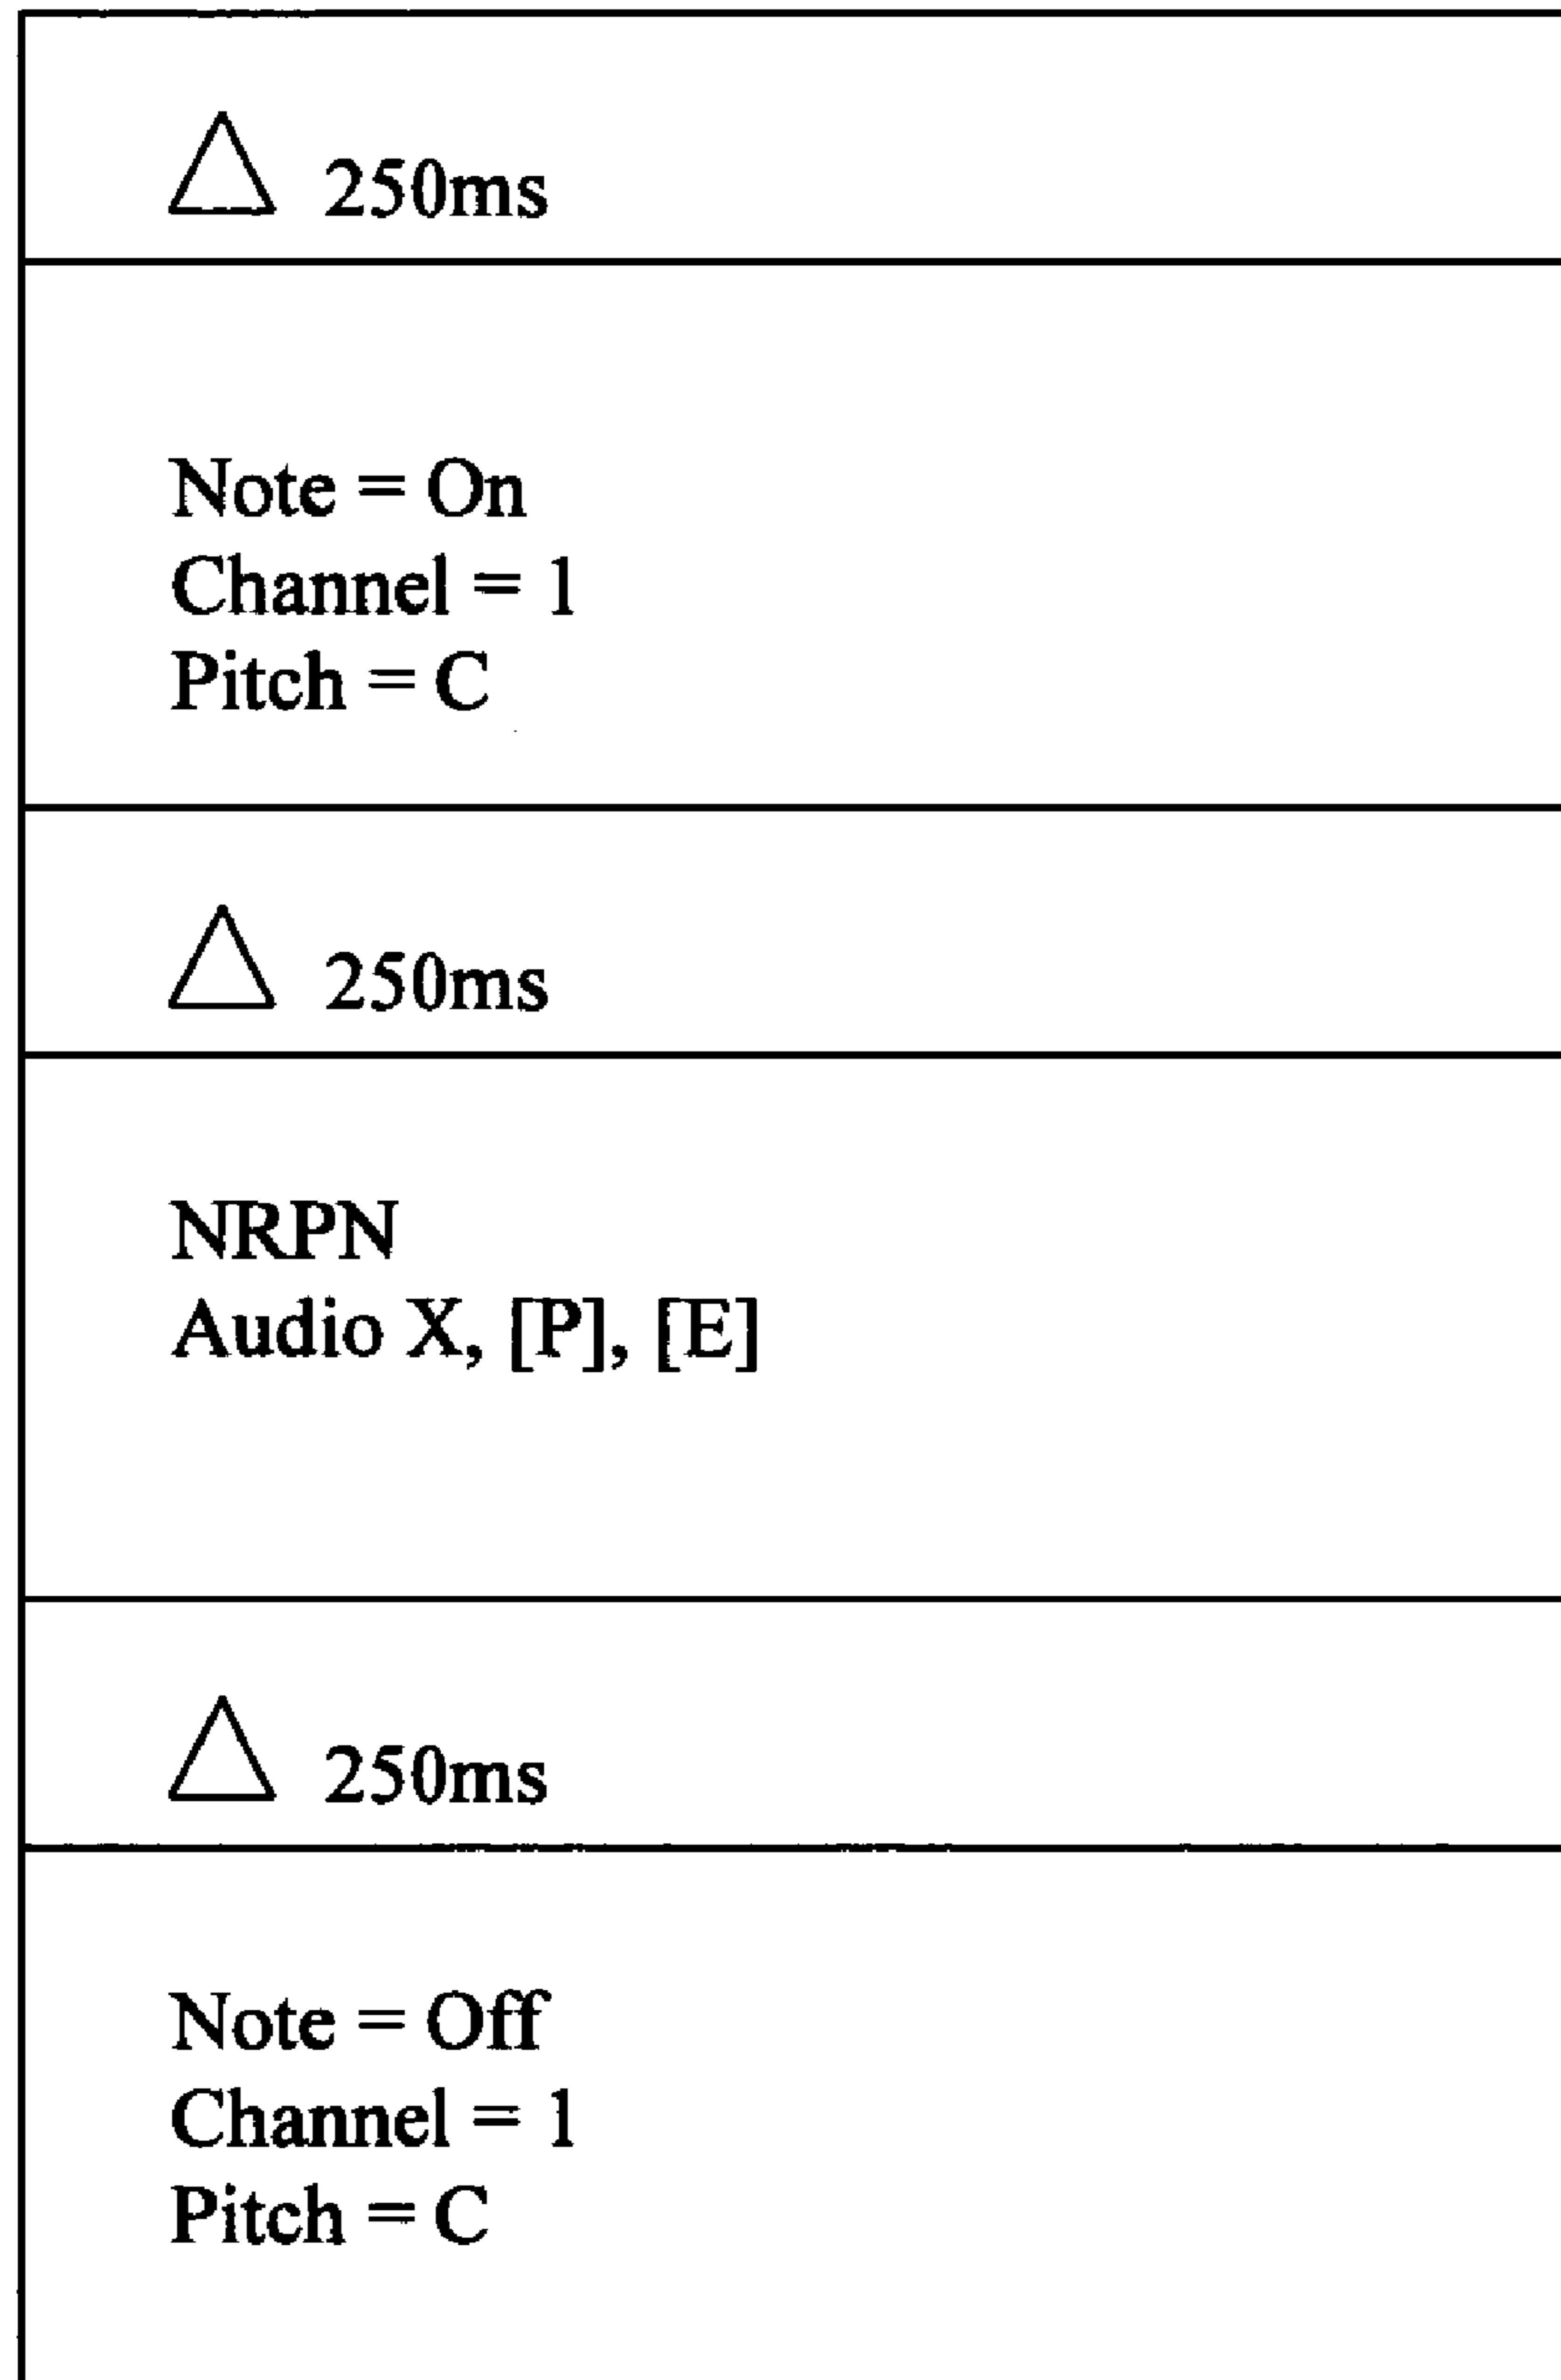 △ 250ms
Note = On
Channel = 1
Pitch = C
△ 250ms
NRPN
Audio X, [P], [E]
△ 250ms
Note = Off
Channel = 1
Pitch = C